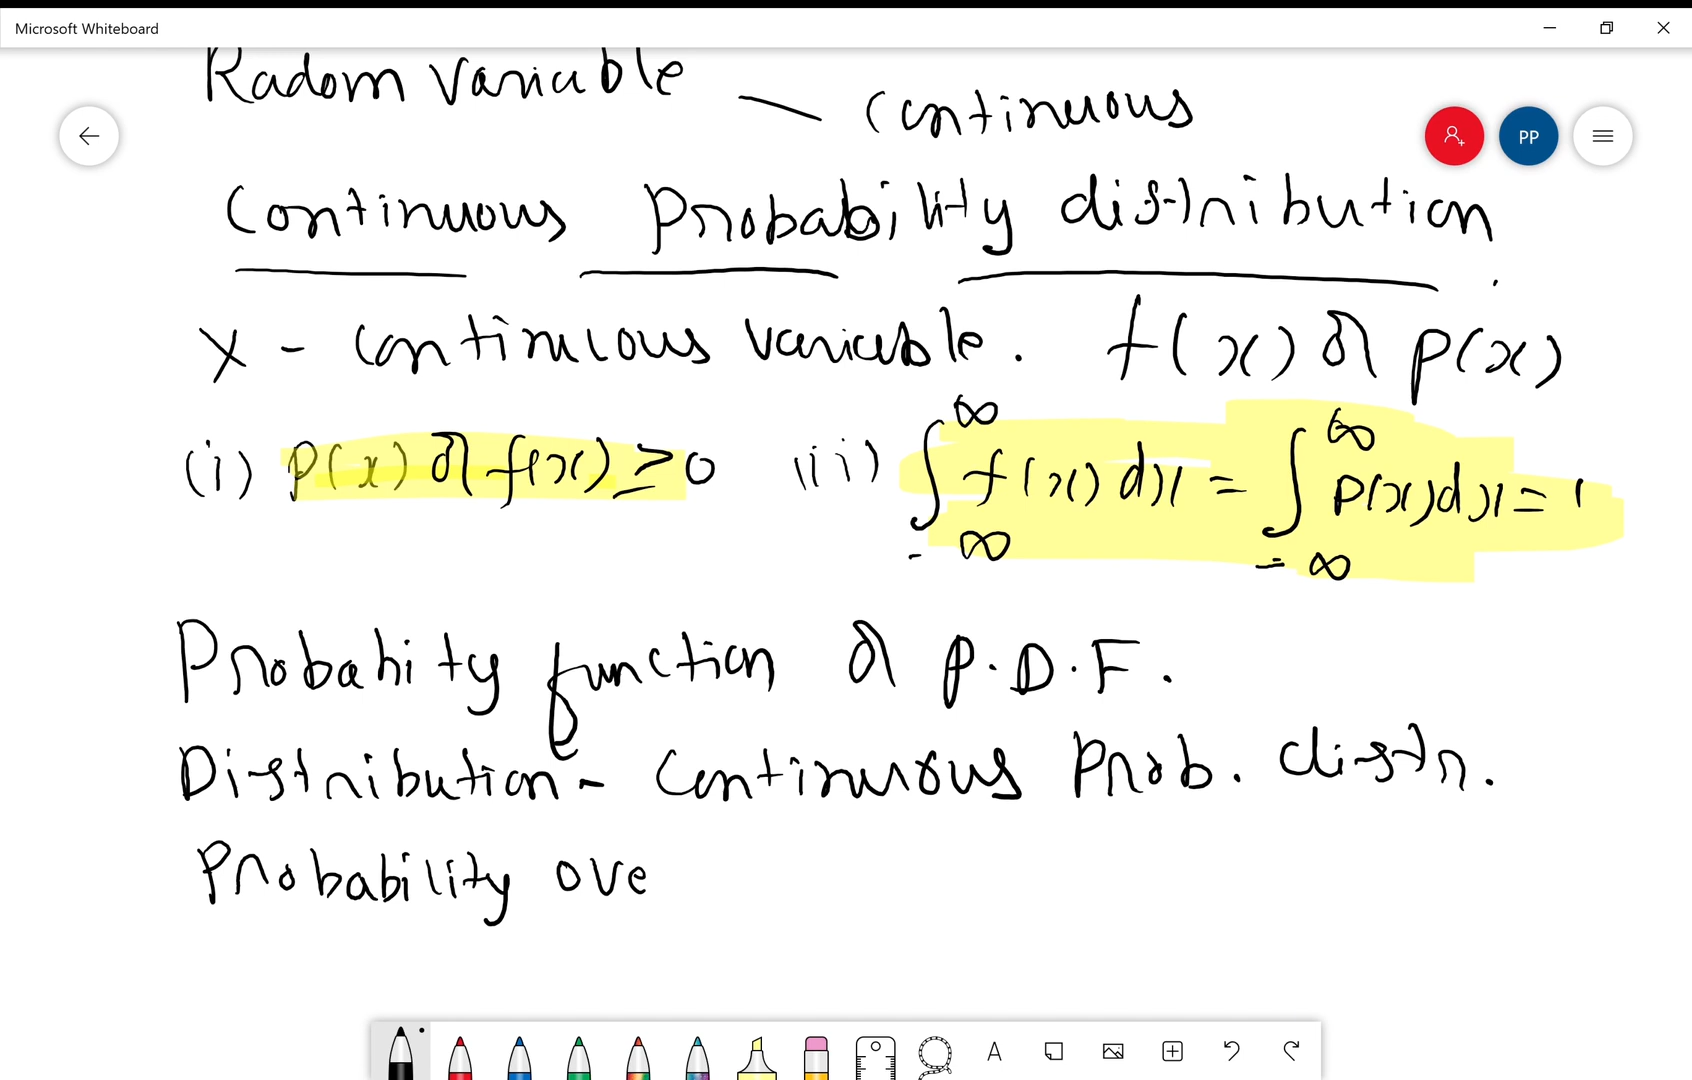 Microsoft Whiteboard
Radom variable — continuous
PP
continuous probability distribution.
X - continuous variable. f(x) or p(x)
(i) p(x) or f(x) ≥ 0 (ii) ∫_{-∞}^{∞} f(x) dx = ∫_{-∞}^{∞} p(x) dx = 1
Probabity function or P.D.F.
Distribution - continuous Prob. distn.
Probability ove
A